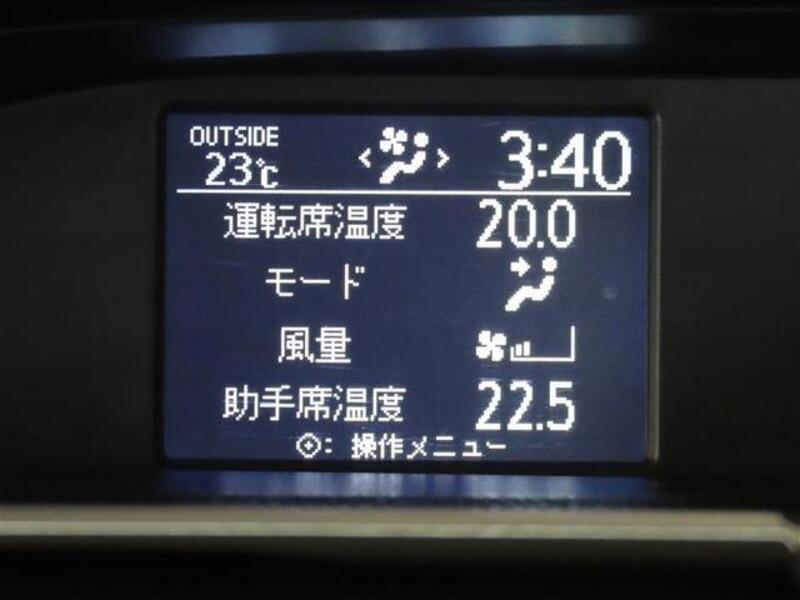 OUTSIDE
23℃
3:40
運転席温度 20.0
モード
風量
助手席温度 22.5
: 操作メニュー